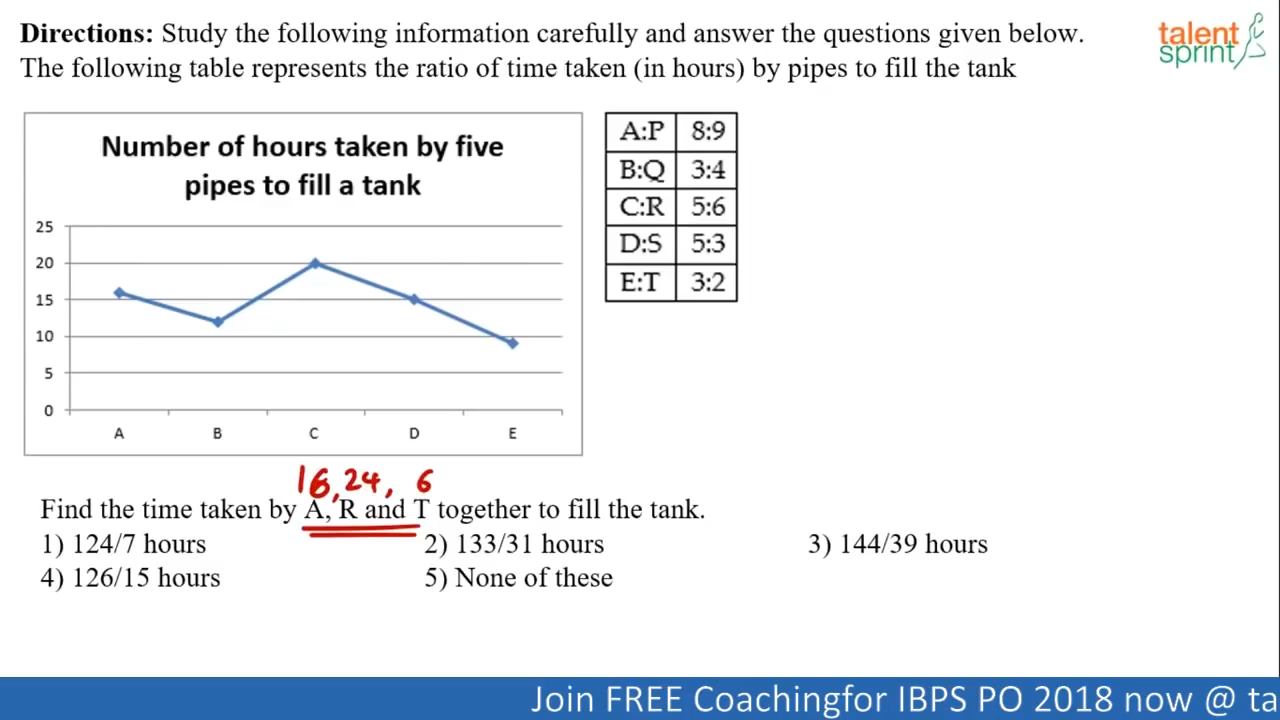 Directions: Study the following information carefully and answer the questions given below.
The following table represents the ratio of time taken (in hours) by pipes to fill the tank
talent
sprint
Number of hours taken by five
pipes to fill a tank
25
20
15
10
5
0
A B C D E
A:P 8:9
B:Q 3:4
C:R 5:6
D:S 5:3
E:T 3:2
16, 24, 6
Find the time taken by A, R and T together to fill the tank.
1) 124/7 hours 2) 133/31 hours 3) 144/39 hours
4) 126/15 hours 5) None of these
Join FREE Coachingfor IBPS PO 2018 now @ ta